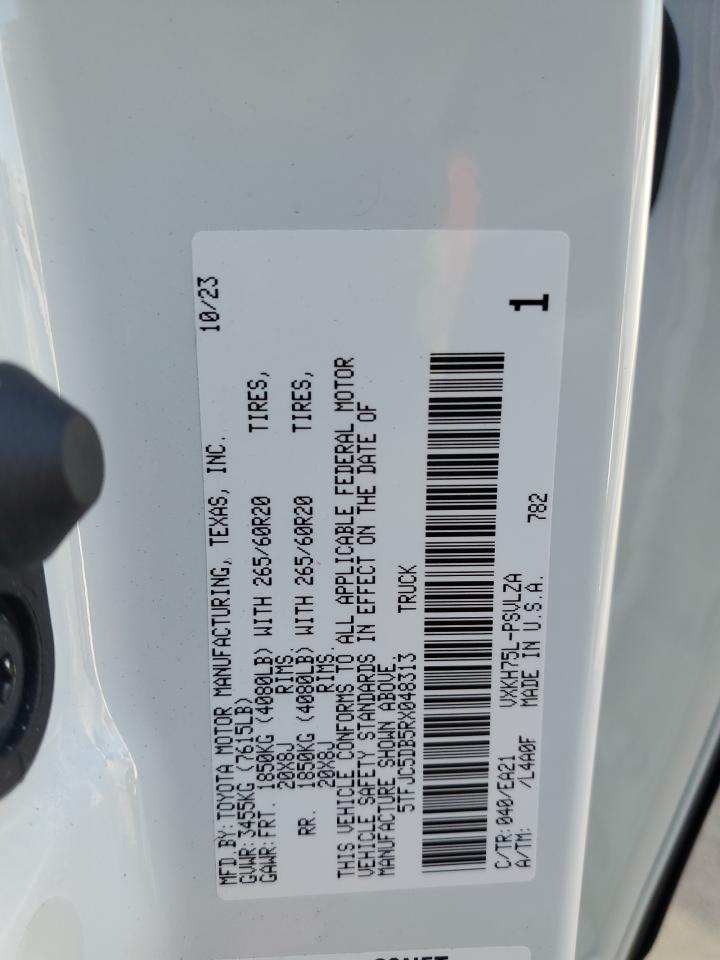 MFD.BY:TOYOTA MOTOR MANUFACTURING, TEXAS, INC. 10/23
GVWR:3455KG (7615LB)
GAWR:FRT. 1850KG (4080LB) WITH 265/60R20 TIRES,
20X8J RIMS.
RR. 1850KG (4080LB) WITH 265/60R20 TIRES,
20X8J RIMS.
THIS VEHICLE CONFORMS TO ALL APPLICABLE FEDERAL MOTOR
VEHICLE SAFETY STANDARDS IN EFFECT ON THE DATE OF
MANUFACTURE SHOWN ABOVE.
5TFJC5DB5RX048313 TRUCK
C/TR:040/EA21 VXKH75L-PSVLZA 782
A/TM: /L4A0F MADE IN U.S.A.
1